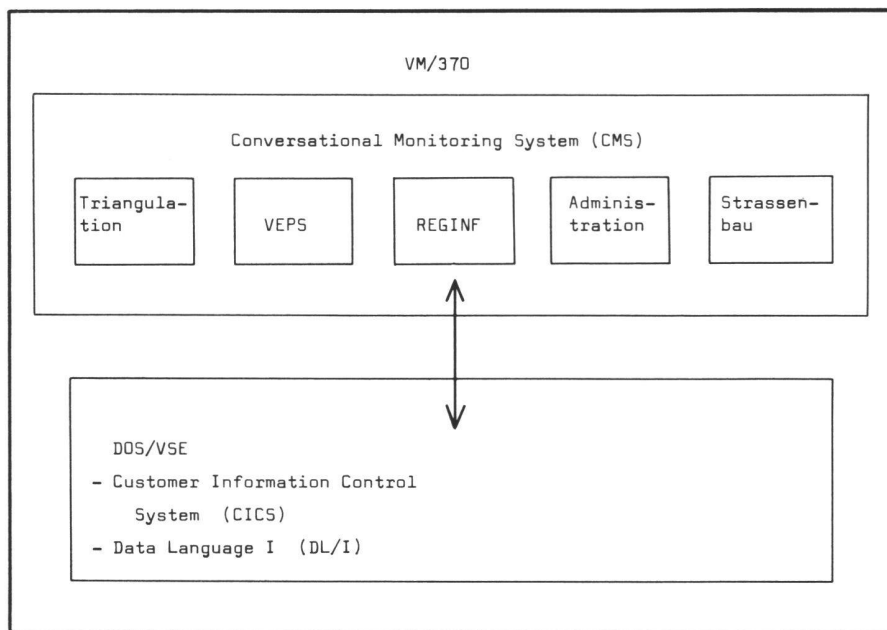 VM/370
Conversational Monitoring System (CMS)
Triangula-
tion
VEPS
REGINF
Adminis-
tration
Strassen-
bau
DOS/VSE
- Customer Information Control
System (CICS)
- Data Language I (DL/I)